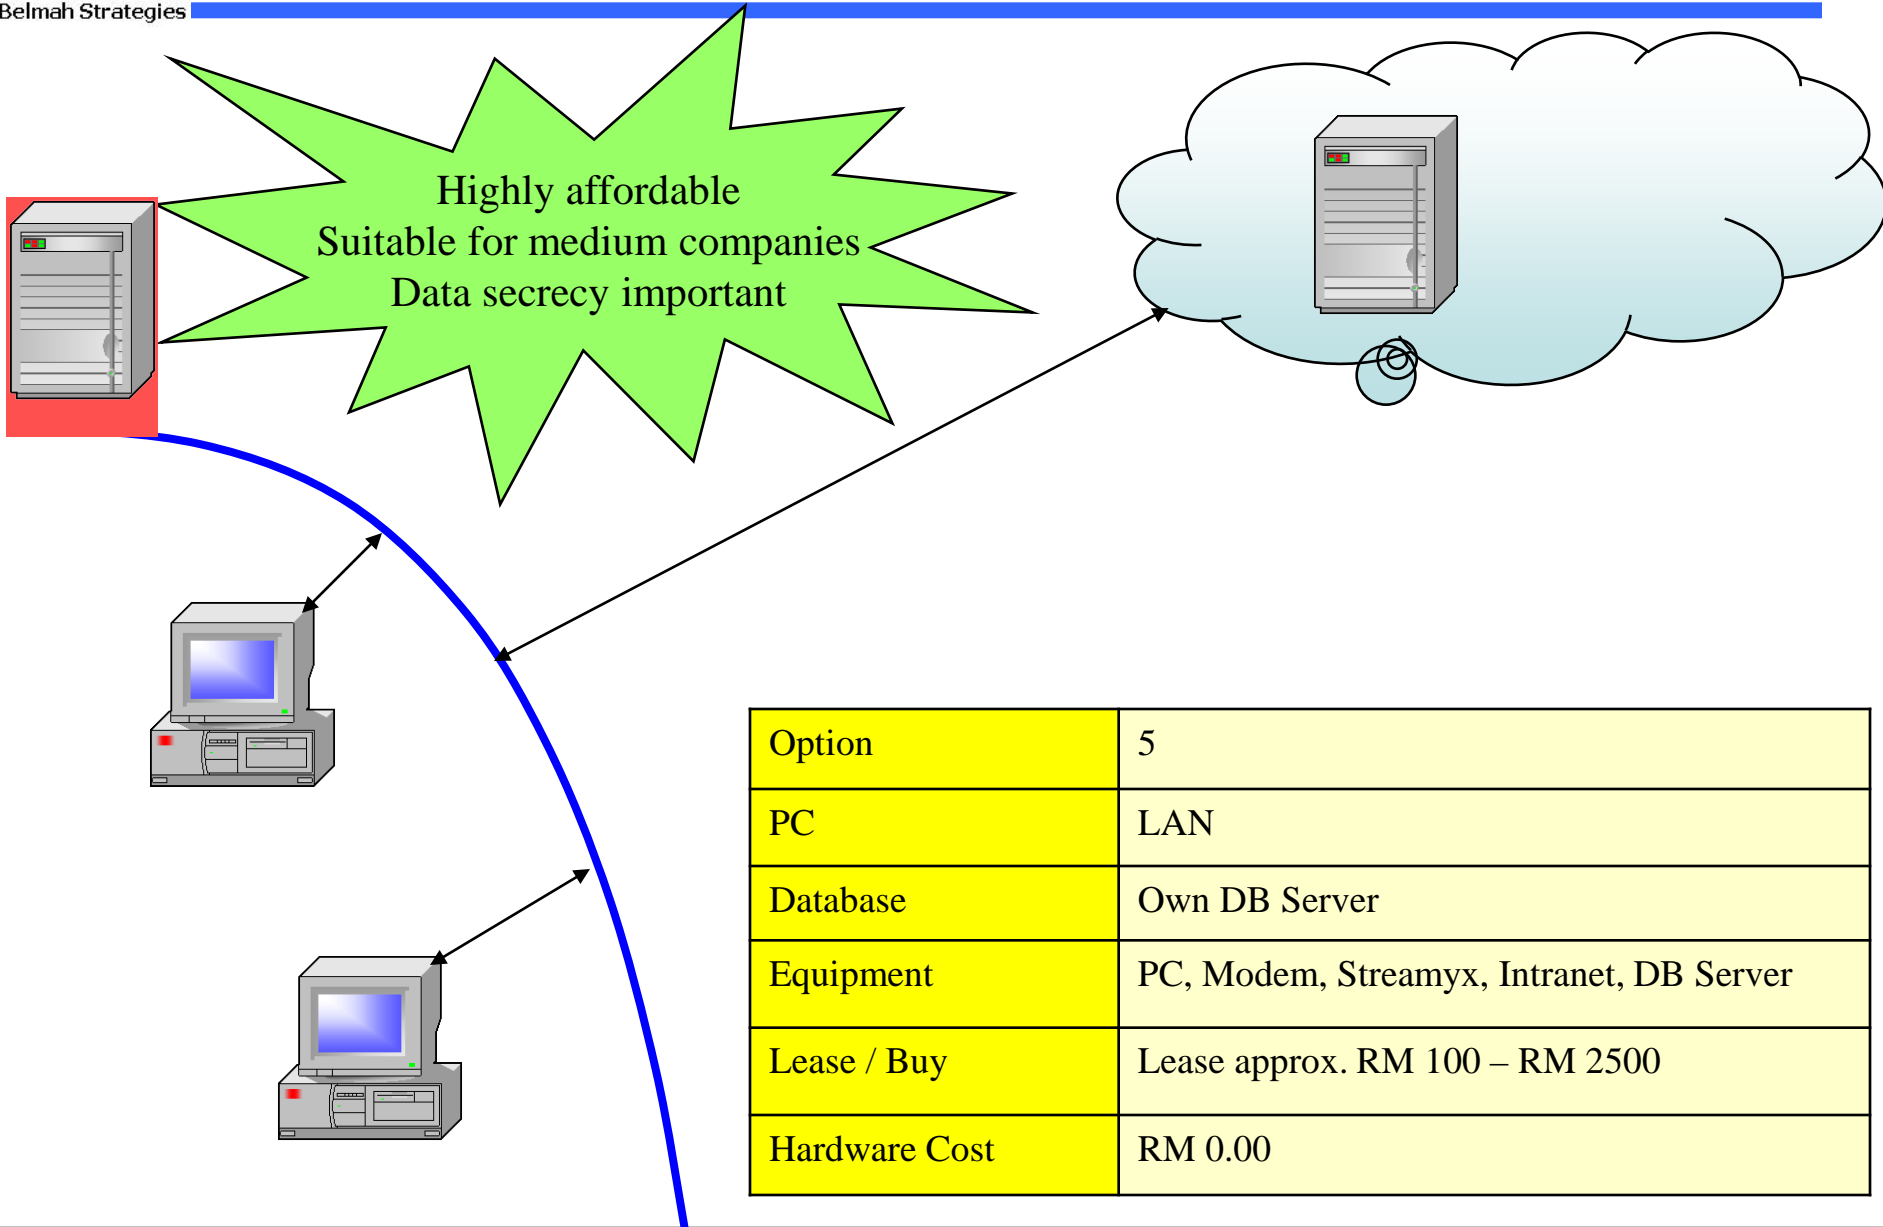 Belmah Strategies
Highly affordable
Suitable for medium companies
Data secrecy important
Option 5
PC LAN
Database Own DB Server
Equipment PC, Modem, Streamyx, Intranet, DB Server
Lease / Buy Lease approx. RM 100 – RM 2500
Hardware Cost RM 0.00